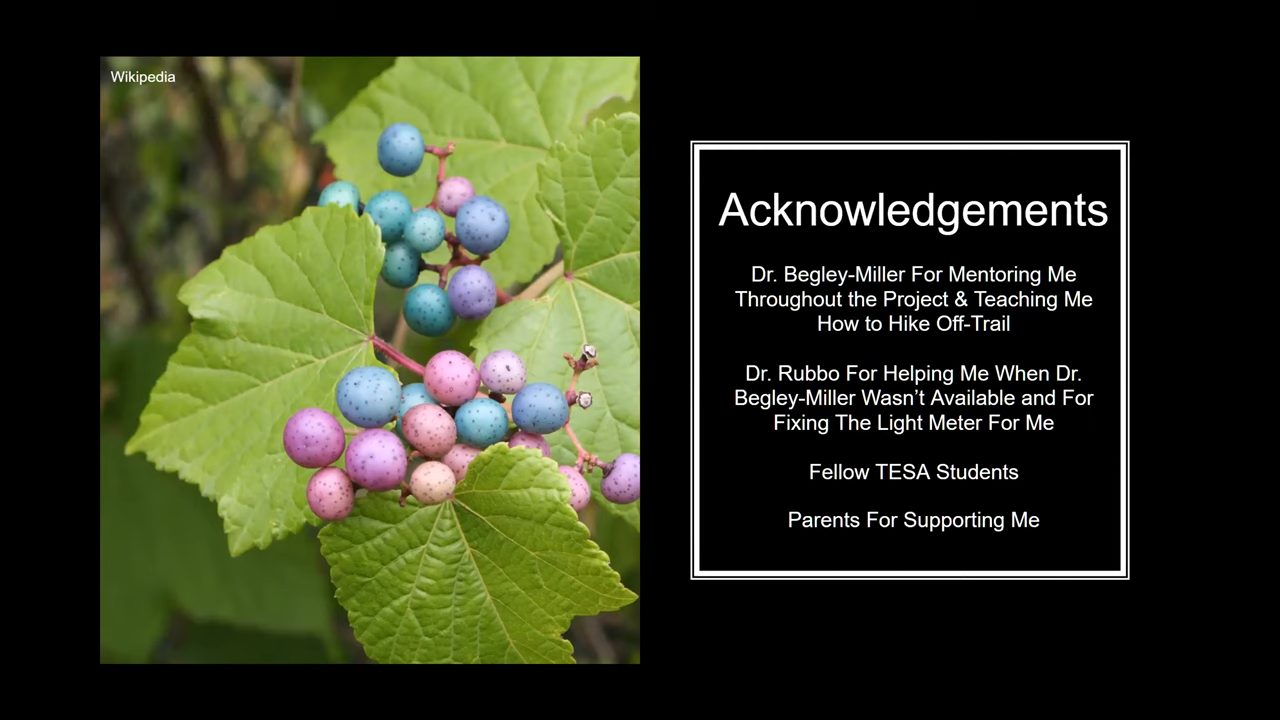 Wikipedia
Acknowledgements
Dr. Begley-Miller For Mentoring Me
Throughout the Project & Teaching Me
How to Hike Off-Trail
Dr. Rubbo For Helping Me When Dr.
Begley-Miller Wasn't Available and For
Fixing The Light Meter For Me
Fellow TESA Students
Parents For Supporting Me